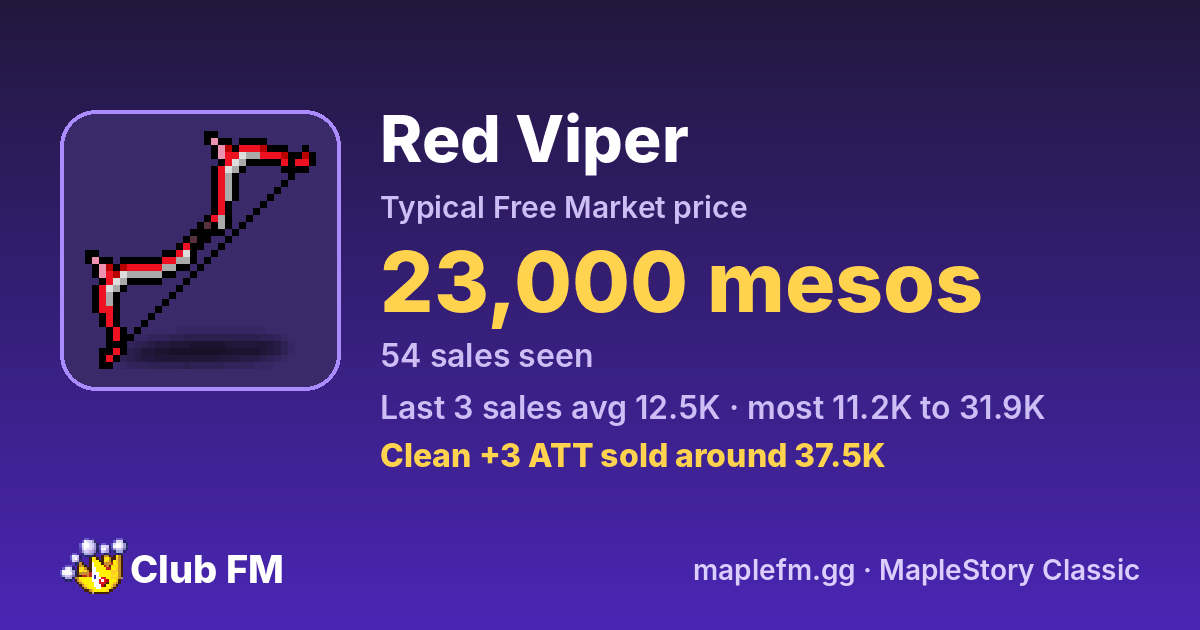 Red Viper
Typical Free Market price
23,000 mesos
54 sales seen
Last 3 sales avg 12.5K · most 11.2K to 31.9K
Clean +3 ATT sold around 37.5K
Club FM
maplefm.gg · MapleStory Classic